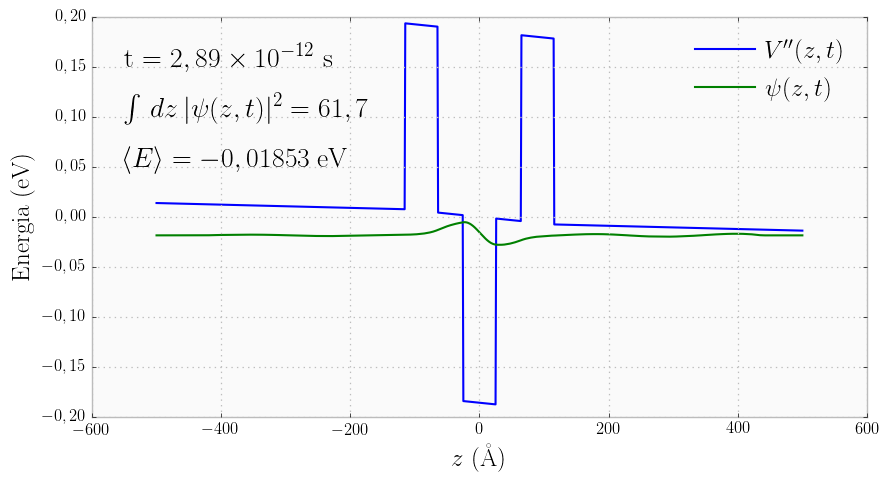 t = 2,89 × 10⁻¹² s
∫ dz |ψ(z,t)|² = 61,7
⟨E⟩ = −0,01853 eV
V''(z,t)
ψ(z,t)
Energia (eV)
0,20
0,15
0,10
0,05
0,00
−0,05
−0,10
−0,15
−0,20
−600 −400 −200 0 200 400 600
z (Å)